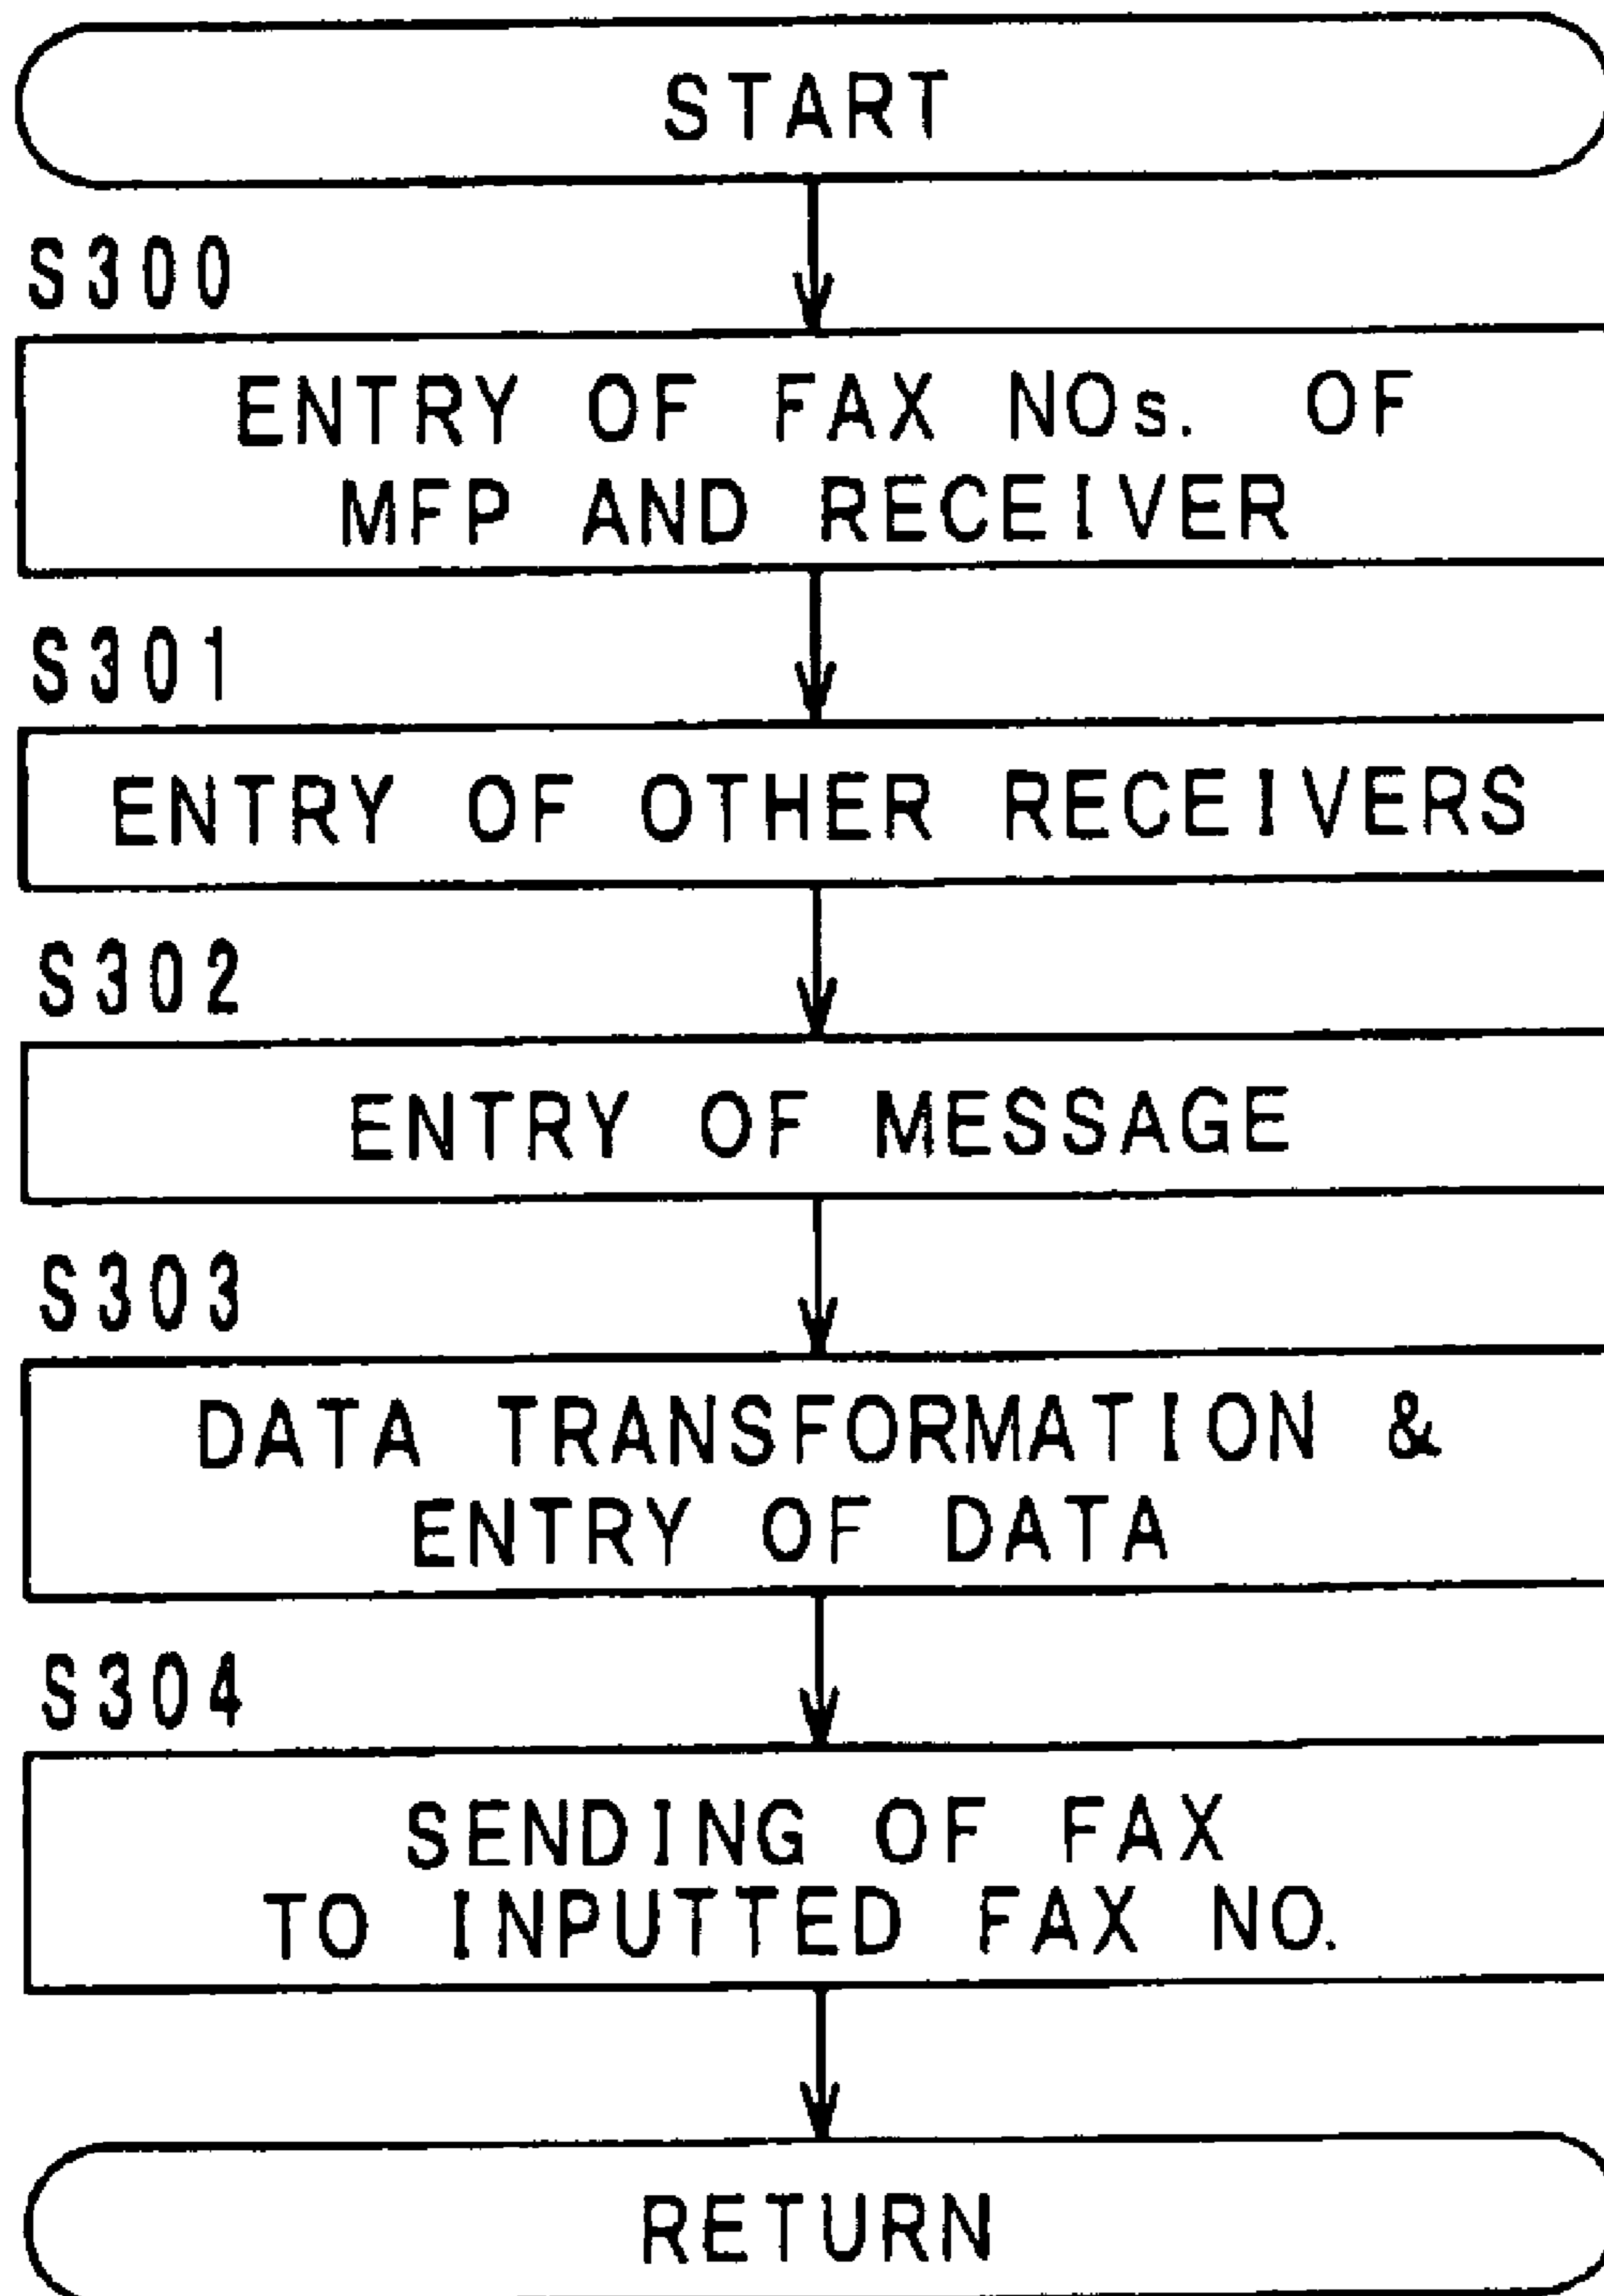 START
S300
ENTRY OF FAX NOs. OF
MFP AND RECEIVER
S301
ENTRY OF OTHER RECEIVERS
S302
ENTRY OF MESSAGE
S303
DATA TRANSFORMATION &
ENTRY OF DATA
S304
SENDING OF FAX
TO INPUTTED FAX NO.
RETURN